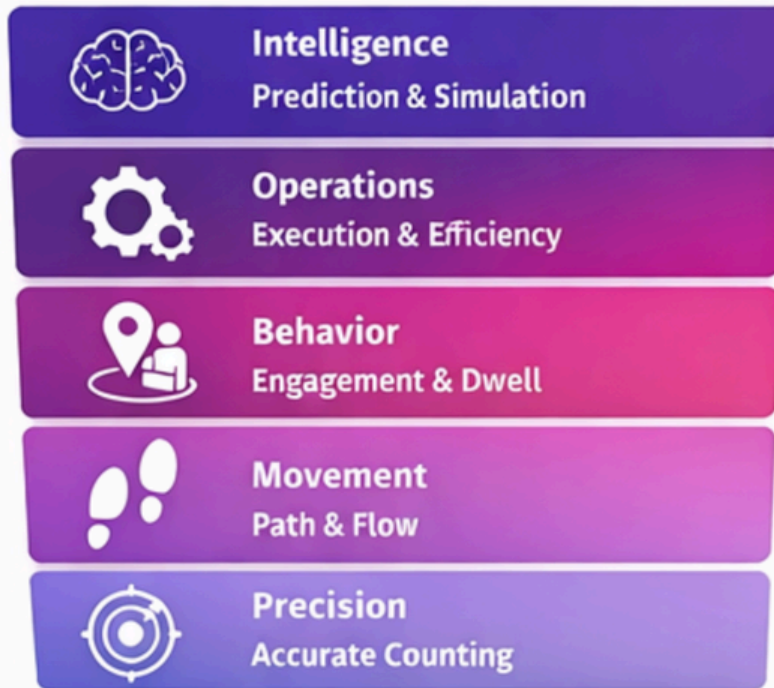 Intelligence
Prediction & Simulation
Operations
Execution & Efficiency
Behavior
Engagement & Dwell
Movement
Path & Flow
Precision
Accurate Counting